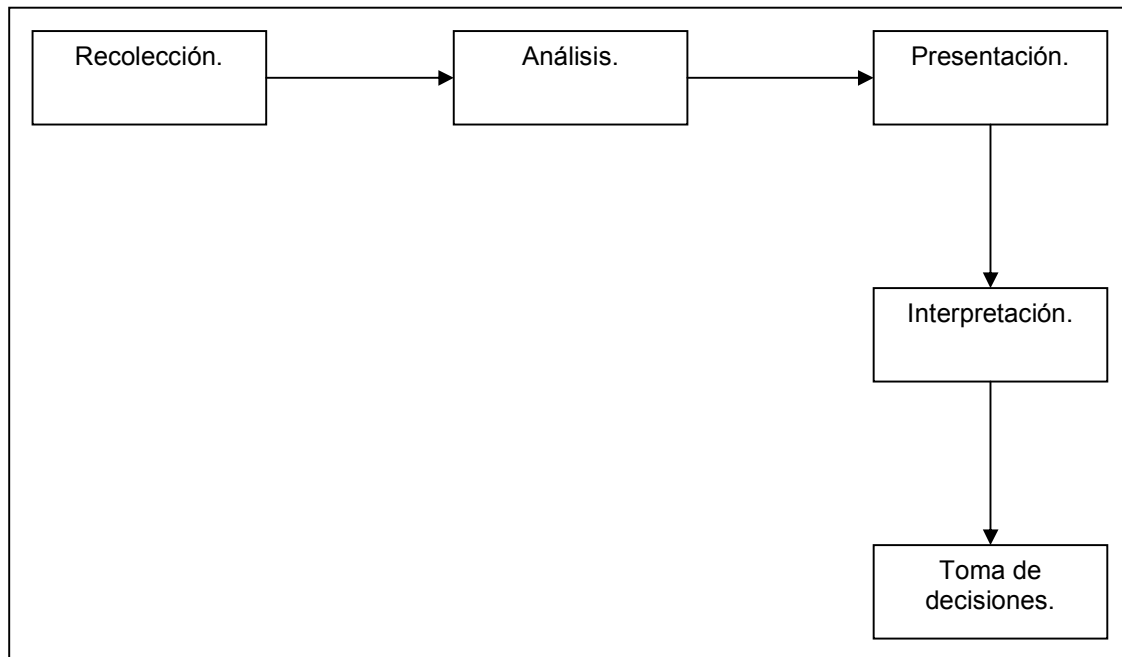 Recolección.
Análisis.
Presentación.
Interpretación.
Toma de
decisiones.